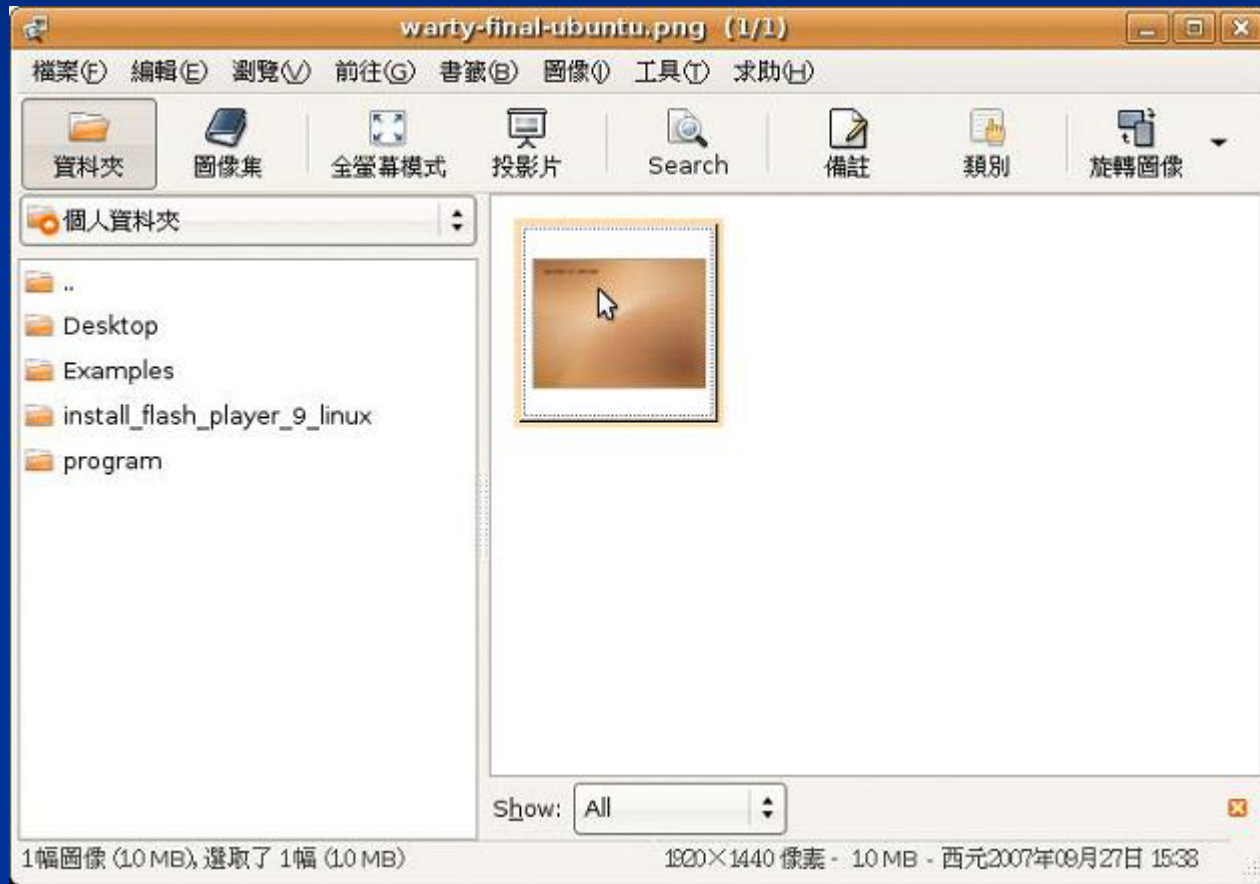 warty-final-ubuntu.png (1/1)
檔案(F) 編輯(E) 瀏覽(V) 前往(G) 書籤(B) 圖像(I) 工具(T) 求助(H)
資料夾 圖像集 全螢幕模式 投影片 Search 備註 類別 旋轉圖像
個人資料夾
..
Desktop
Examples
install_flash_player_9_linux
program
Show: All
1幅圖像 (1.0 MB), 選取了 1幅 (1.0 MB) 1920×1440 像素 - 1.0 MB - 西元2007年09月27日 15:38